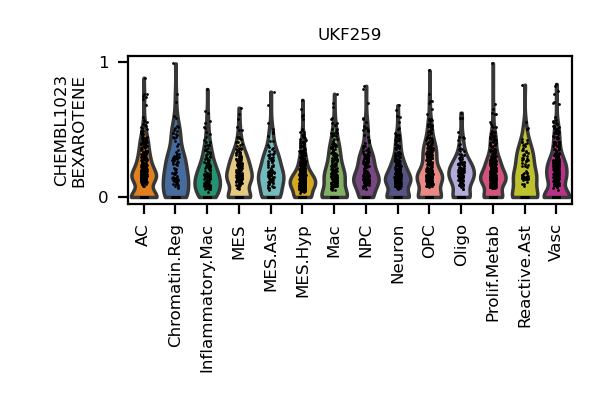 UKF259
CHEMBL1023
BEXAROTENE
1
0
AC
Chromatin.Reg
Inflammatory.Mac
MES
MES.Ast
MES.Hyp
Mac
NPC
Neuron
OPC
Oligo
Prolif.Metab
Reactive.Ast
Vasc